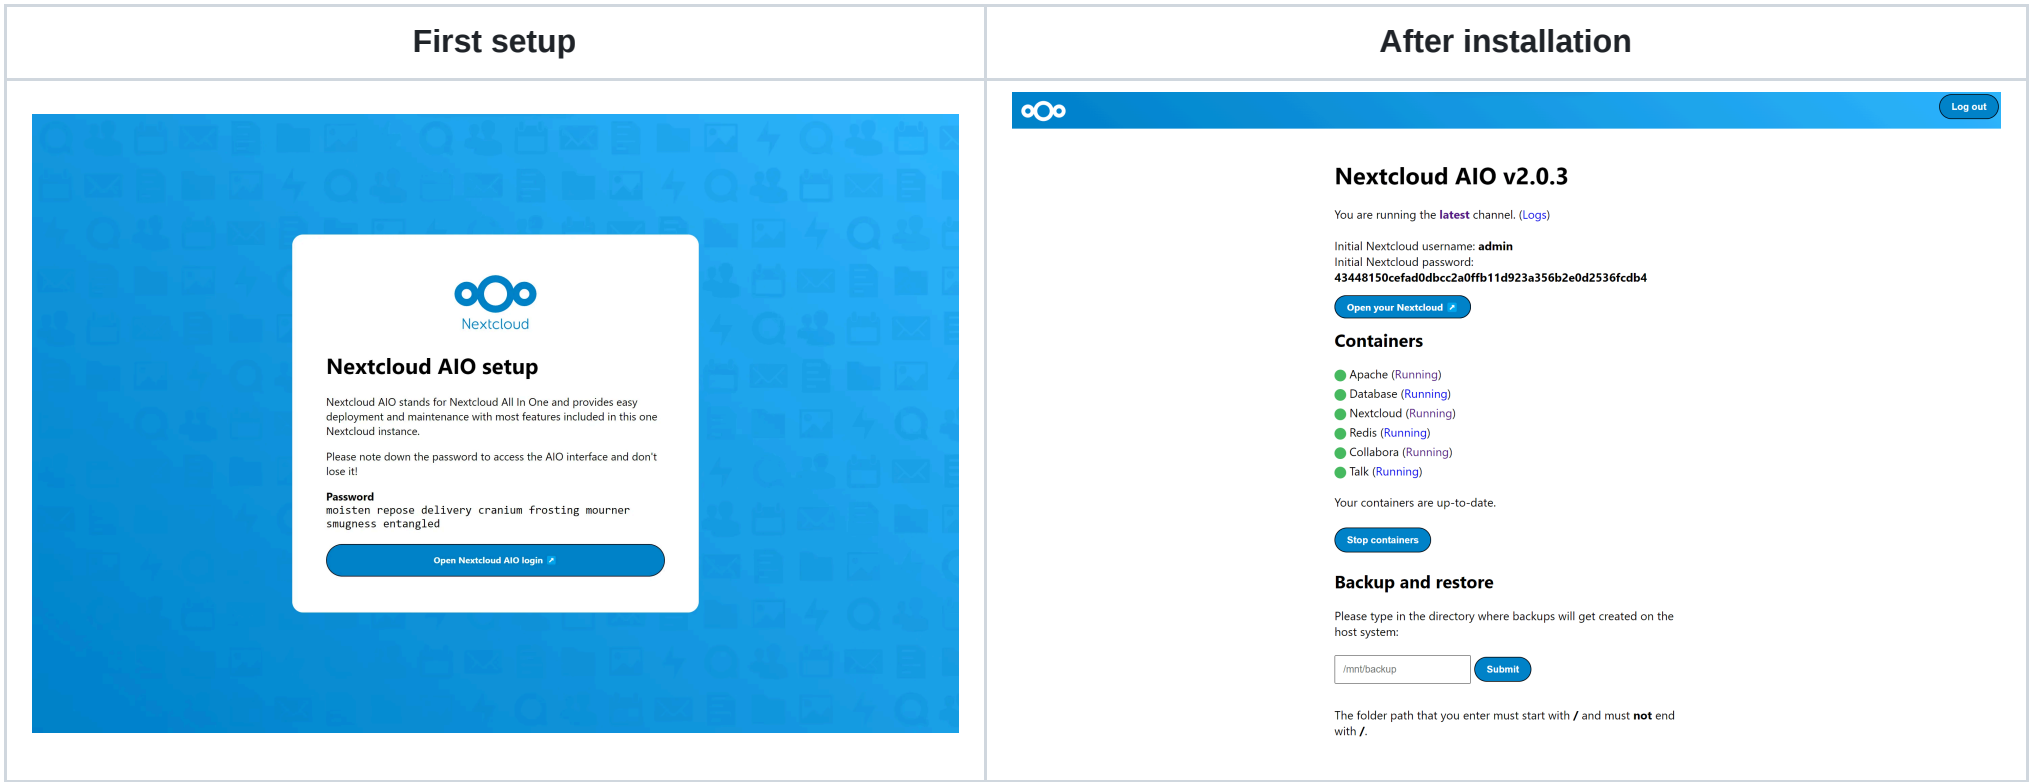 First setup
After installation
Nextcloud
Nextcloud AIO setup
Nextcloud AIO stands for Nextcloud All In One and provides easy
deployment and maintenance with most features included in this one
Nextcloud instance.
Please note down the password to access the AIO interface and don't
lose it!
Password
moisten repose delivery cranium frosting mourner
smugness entangled
Open Nextcloud AIO login
Log out
Nextcloud AIO v2.0.3
You are running the latest channel. (Logs)
Initial Nextcloud username: admin
Initial Nextcloud password:
43448150cefad0dbcc2a0ffb11d923a356b2e0d2536fcdb4
Open your Nextcloud
Containers
Apache (Running)
Database (Running)
Nextcloud (Running)
Redis (Running)
Collabora (Running)
Talk (Running)
Your containers are up-to-date.
Stop containers
Backup and restore
Please type in the directory where backups will get created on the
host system:
/mnt/backup
Submit
The folder path that you enter must start with / and must not end
with /.